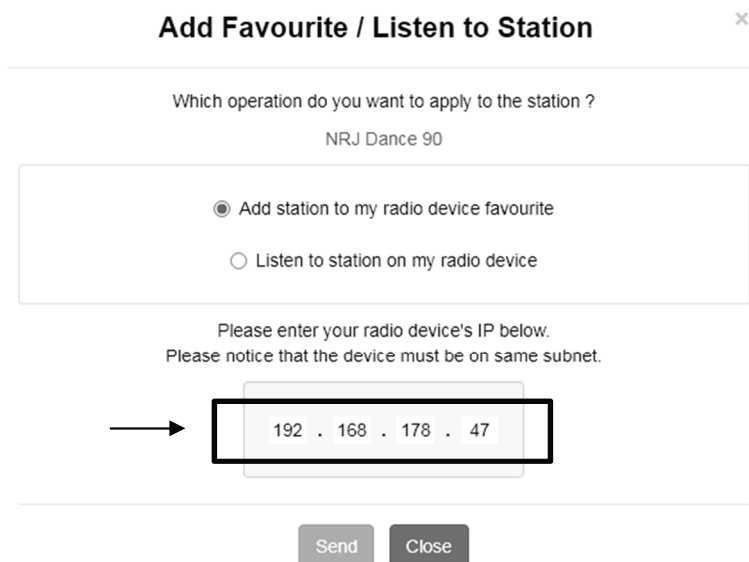 Add Favourite / Listen to Station
×
Which operation do you want to apply to the station ?
NRJ Dance 90
Add station to my radio device favourite
Listen to station on my radio device
Please enter your radio device's IP below.
Please notice that the device must be on same subnet.
192 . 168 . 178 . 47
Send Close